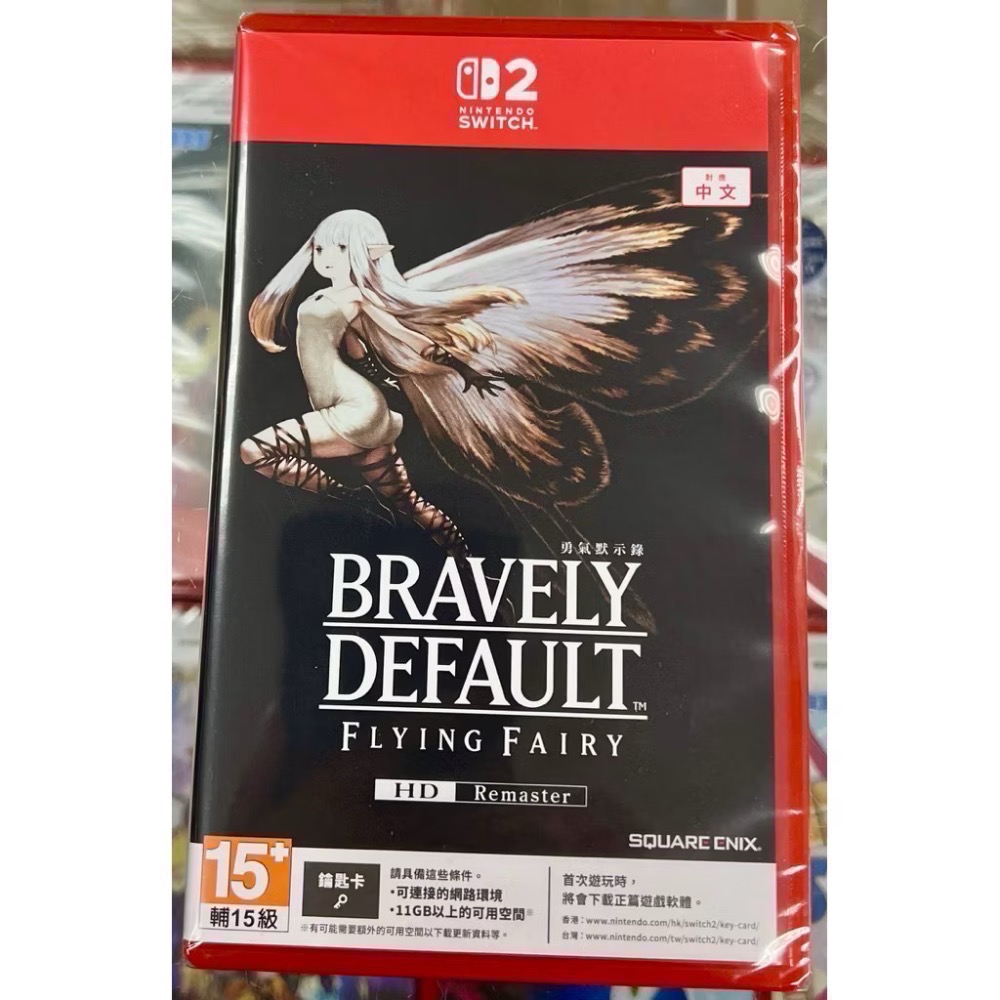 2
NINTENDO
SWITCH™
對應
中文
勇氣默示錄
BRAVELY
DEFAULT™
FLYING FAIRY
HD Remaster
SQUARE ENIX®
15+
輔15級
鑰匙卡
請具備這些條件。
•可連接的網路環境
•11GB以上的可用空間※
※有可能需要額外的可用空間以下載更新資料等。
首次遊玩時，
將會下載正篇遊戲軟體。
香港：www.nintendo.com/hk/switch2/key-card/
台灣：www.nintendo.com/tw/switch2/key-card/